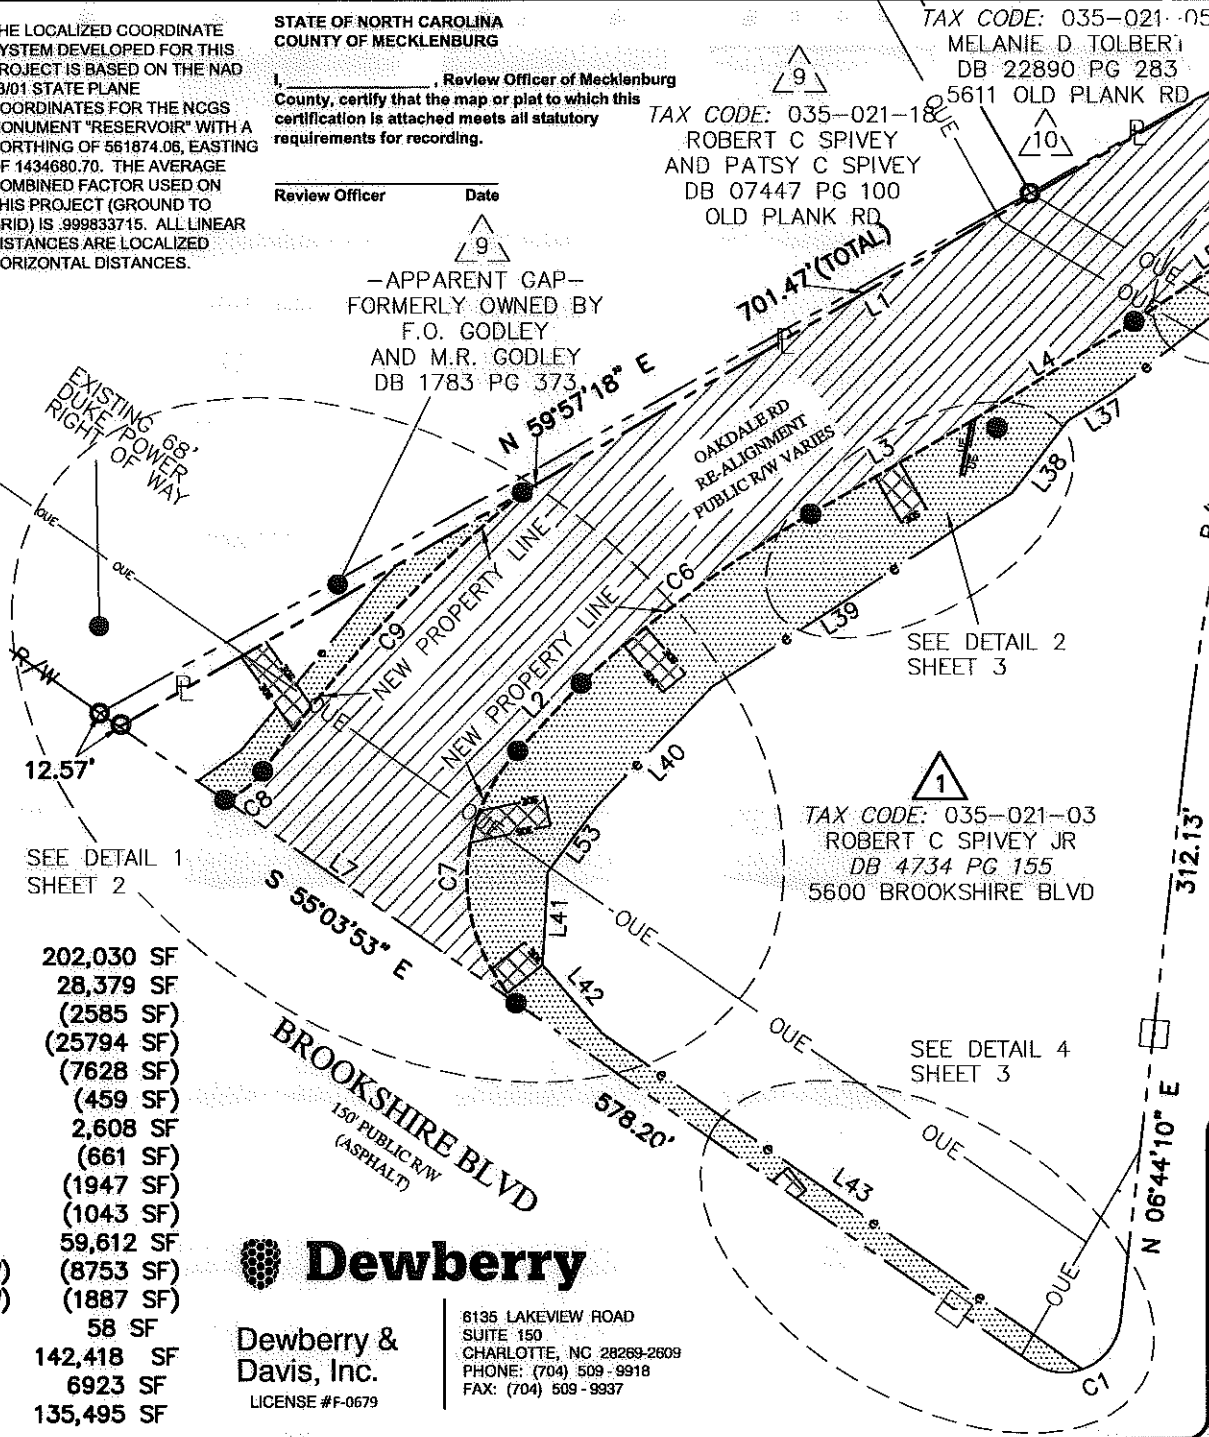 HE LOCALIZED COORDINATE
YSTEM DEVELOPED FOR THIS
ROJECT IS BASED ON THE NAD
3/01 STATE PLANE
OORDINATES FOR THE NCGS
ONUMENT "RESERVOIR" WITH A
ORTHING OF 561874.06, EASTING
F 1434680.70. THE AVERAGE
OMBINED FACTOR USED ON
HIS PROJECT (GROUND TO
RID) IS .999833715. ALL LINEAR
ISTANCES ARE LOCALIZED
ORIZONTAL DISTANCES.
STATE OF NORTH CAROLINA
COUNTY OF MECKLENBURG
I, ____________ , Review Officer of Mecklenburg
County, certify that the map or plat to which this
certification is attached meets all statutory
requirements for recording.
Review Officer Date
9
-APPARENT GAP-
FORMERLY OWNED BY
F.O. GODLEY
AND M.R. GODLEY
DB 1783 PG 373
9
TAX CODE: 035-021-18
ROBERT C SPIVEY
AND PATSY C SPIVEY
DB 07447 PG 100
OLD PLANK RD
TAX CODE: 035-021-05
MELANIE D TOLBERT
DB 22890 PG 283
5611 OLD PLANK RD
10
OUE
PL
701.47'(TOTAL)
L1
PL
N 59°57'18" E
OUE
OUE
L4
L37
L38
L3
OAKDALE RD
RE-ALIGNMENT
PUBLIC R/W VARIES
EXISTING 68'
DUKE POWER
RIGHT OF WAY
OUE
OUE
R/W
PL
12.57'
C9
NEW PROPERTY LINE
OUE
C6
NEW PROPERTY LINE
L2
L39
SEE DETAIL 2
SHEET 3
L40
C8
L7
S 55°03'53" E
OUE
L53
C7
L41
L42
OUE
SEE DETAIL 1
SHEET 2
1
TAX CODE: 035-021-03
ROBERT C SPIVEY JR
DB 4734 PG 155
5600 BROOKSHIRE BLVD
312.13'
N 06°44'10" E
OUE
SEE DETAIL 4
SHEET 3
OUE
578.20'
L43
OUE
C1
BROOKSHIRE BLVD
150' PUBLIC R/W
(ASPHALT)
202,030 SF
28,379 SF
(2585 SF)
(25794 SF)
(7628 SF)
(459 SF)
2,608 SF
(661 SF)
(1947 SF)
(1043 SF)
59,612 SF
) (8753 SF)
) (1887 SF)
58 SF
142,418 SF
6923 SF
135,495 SF
Dewberry
Dewberry &
Davis, Inc.
LICENSE #F-0679
6135 LAKEVIEW ROAD
SUITE 150
CHARLOTTE, NC 28269-2609
PHONE: (704) 509-9918
FAX: (704) 509-9937